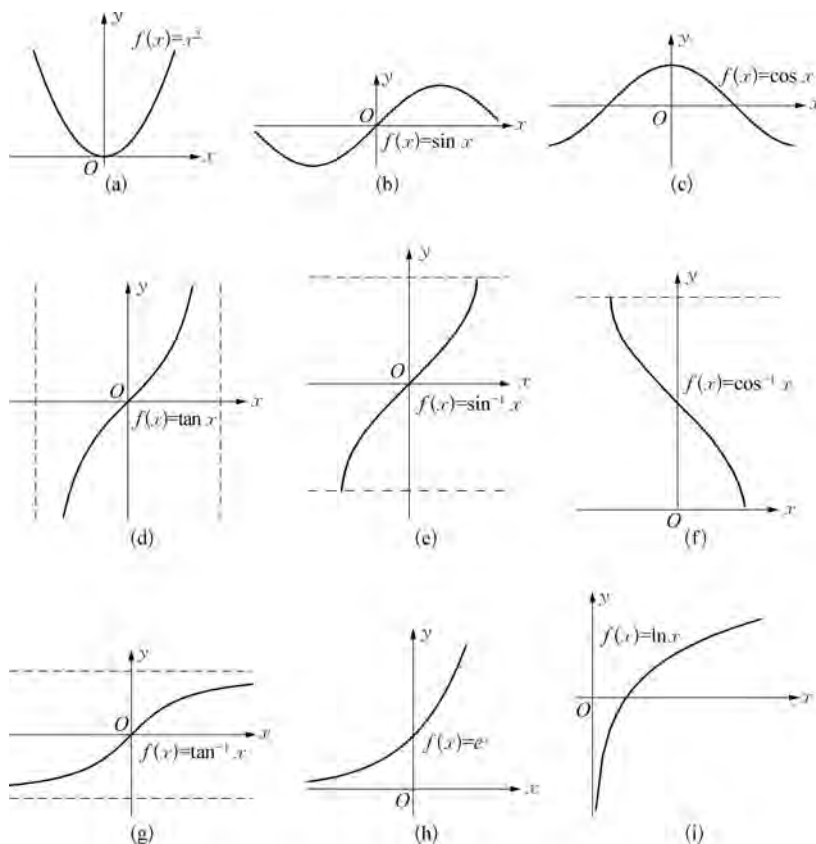 y
f(x)=x²
O
x
(a)
y
O
x
f(x)=sin x
(b)
y
f(x)=cos x
O
x
(c)
y
O
x
f(x)=tan x
(d)
y
O
x
f(x)=sin⁻¹ x
(e)
y
f(x)=cos⁻¹ x
O
x
(f)
y
O
x
f(x)=tan⁻¹ x
(g)
y
f(x)=eˣ
O
x
(h)
y
f(x)=ln x
O
x
(i)